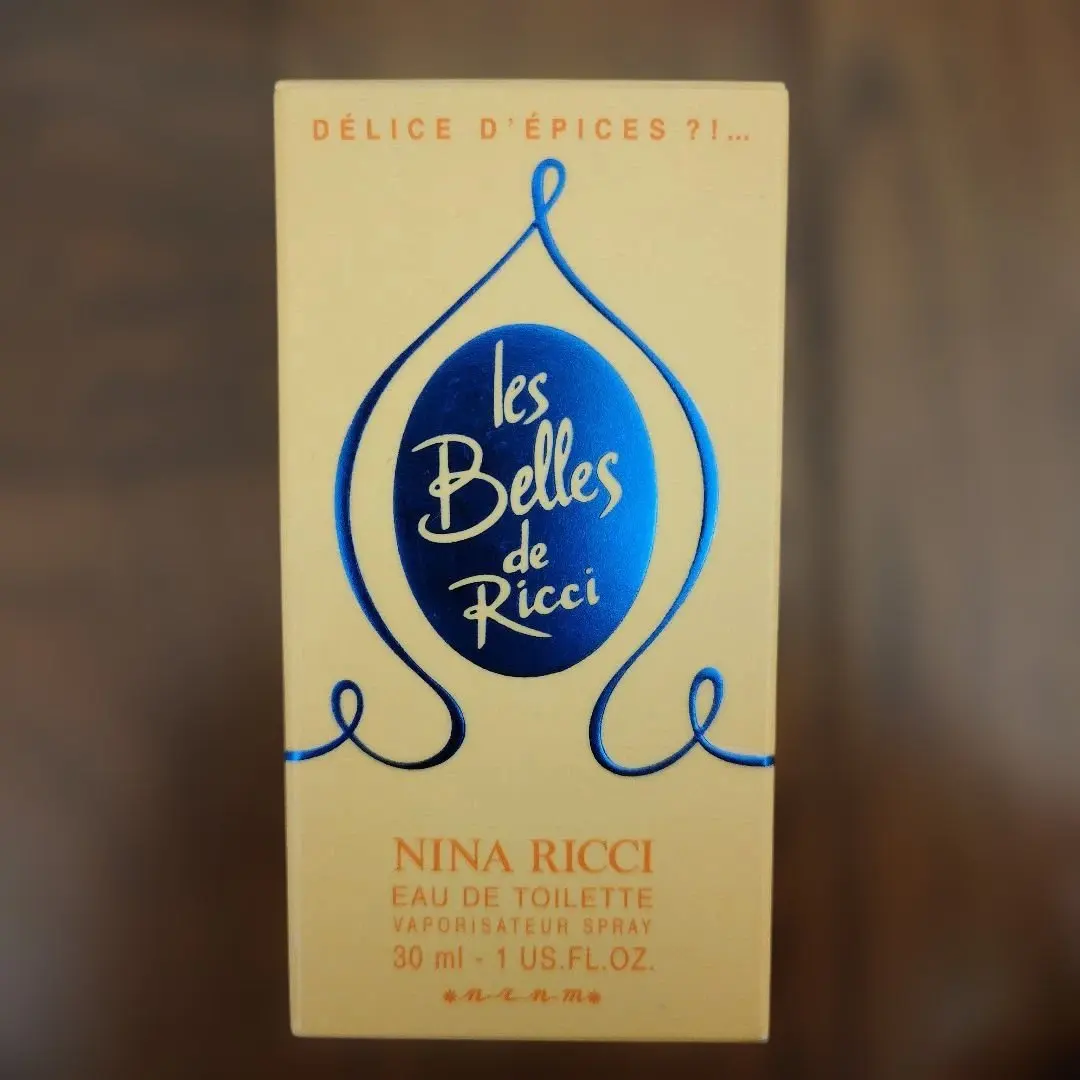 DÉLICE D'ÉPICES ?!...
les
Belles
de
Ricci
NINA RICCI
EAU DE TOILETTE
VAPORISATEUR SPRAY
30 ml - 1 US.FL.OZ.